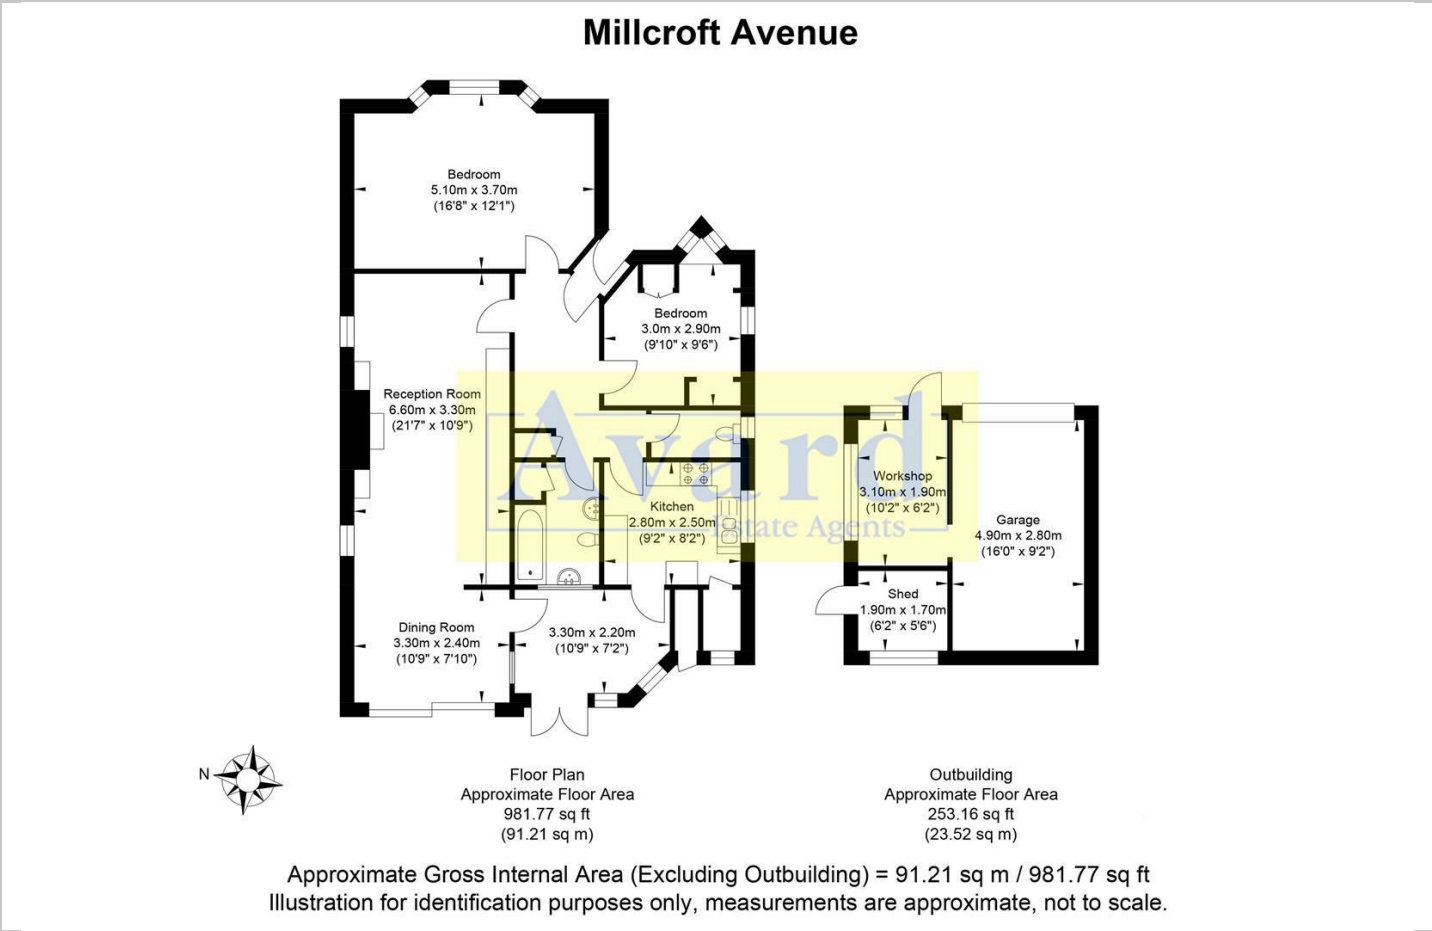 Millcroft Avenue
Bedroom
5.10m x 3.70m
(16'8" x 12'1")
Bedroom
3.0m x 2.90m
(9'10" x 9'6")
Reception Room
6.60m x 3.30m
(21'7" x 10'9")
Avard
Estate Agents
Kitchen
2.80m x 2.50m
(9'2" x 8'2")
Workshop
3.10m x 1.90m
(10'2" x 6'2")
Garage
4.90m x 2.80m
(16'0" x 9'2")
Shed
1.90m x 1.70m
(6'2" x 5'6")
Dining Room
3.30m x 2.40m
(10'9" x 7'10")
3.30m x 2.20m
(10'9" x 7'2")
N
Floor Plan
Approximate Floor Area
981.77 sq ft
(91.21 sq m)
Outbuilding
Approximate Floor Area
253.16 sq ft
(23.52 sq m)
Approximate Gross Internal Area (Excluding Outbuilding) = 91.21 sq m / 981.77 sq ft
Illustration for identification purposes only, measurements are approximate, not to scale.